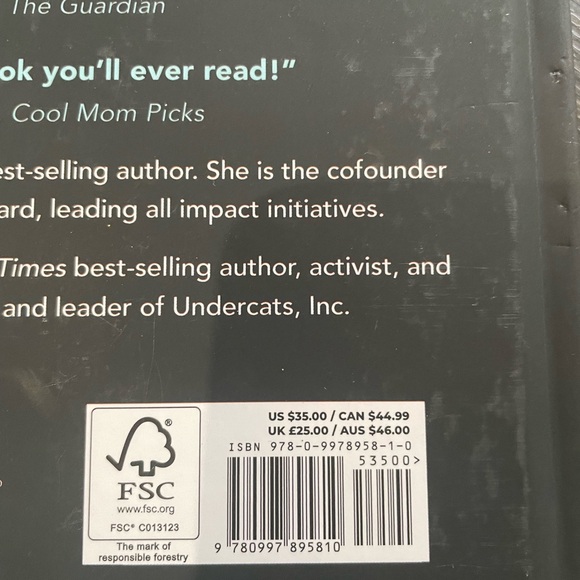 The Guardian
ok you'll ever read!"
Cool Mom Picks
est-selling author. She is the cofounder
ard, leading all impact initiatives.
Times best-selling author, activist, and
and leader of Undercats, Inc.
US $35.00 / CAN $44.99
UK £25.00 / AUS $46.00
ISBN 978-0-9978958-1-0
53500>
FSC®
www.fsc.org
FSC® C013123
The mark of
responsible forestry
9 780997 895810